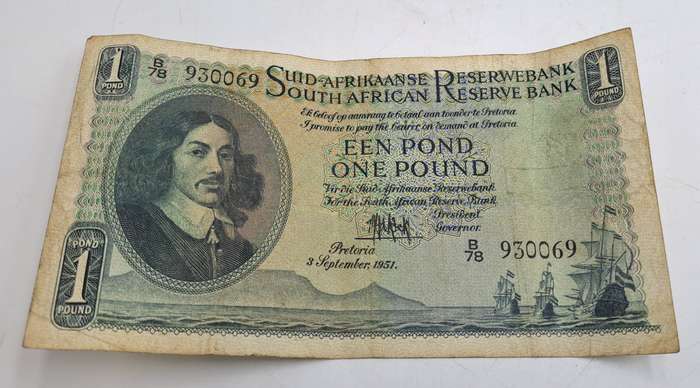 1
POND
B/78 930069
SUID-AFRIKAANSE RESERWEBANK
SOUTH AFRICAN RESERVE BANK
1
POUND
Ek beloof op aanvraag te betaal aan toonder te Pretoria
I promise to pay the bearer on demand at Pretoria.
EEN POND
ONE POUND
Vir die Suid Afrikaanse Reserwebank
For the South African Reserve Bank
President
Governor.
Pretoria
3 September, 1951.
B/78 930069
POND
1
POUND